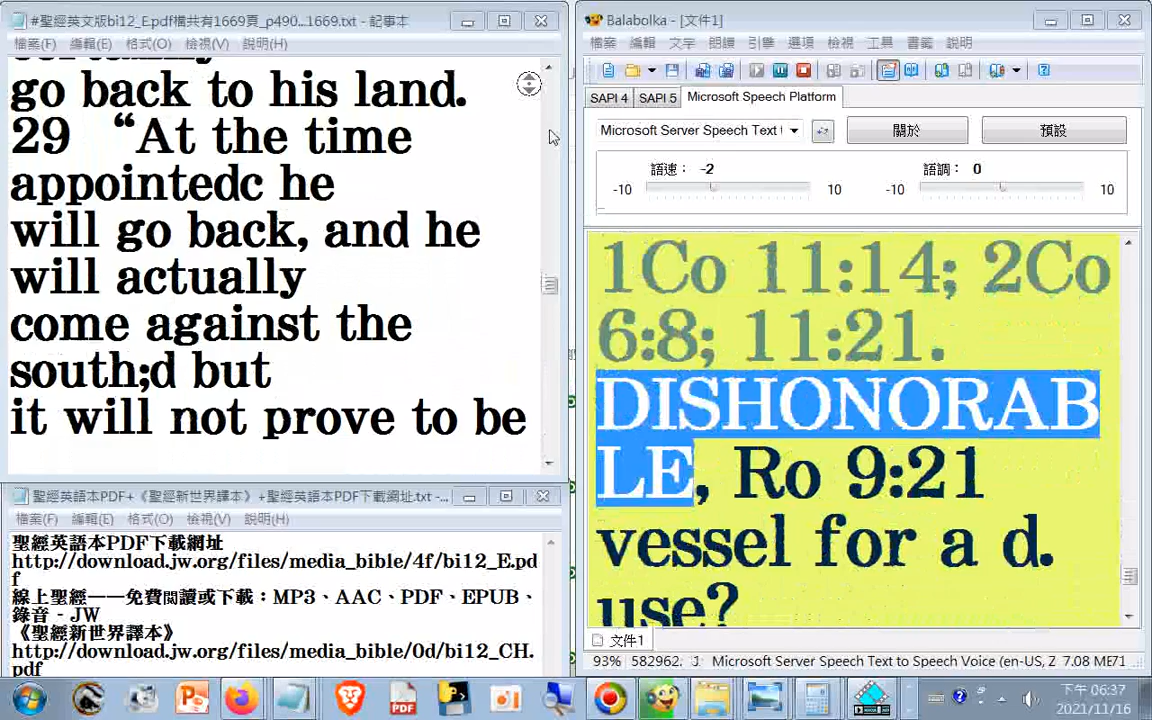 #聖經英文版bi12_Epdf檔共有1669頁_p490...1669.txt - 記事本
檔案(F) 編輯(E) 格式(O) 檢視(V) 說明(H)
go back to his land.
29 “At the time
appointedc he
will go back, and he
will actually
come against the
south;d but
it will not prove to be
聖經英語本PDF+《聖經新世界譯本》+聖經英語本PDF下載網址.txt - ...
檔案(F) 編輯(E) 格式(O) 檢視(V) 說明(H)
聖經英語本PDF下載網址
http://download.jw.org/files/media_bible/4f/bi12_E.pd
f
線上聖經——免費閱讀或下載：MP3、AAC、PDF、EPUB、
錄音 - JW
《聖經新世界譯本》
http://download.jw.org/files/media_bible/0d/bi12_CH.
pdf
Balabolka - [文件1]
檔案 編輯 文字 朗讀 引擎 選項 檢視 工具 書籤 說明
SAPI 4 SAPI 5 Microsoft Speech Platform
Microsoft Server Speech Text 關於 預設
語速： -2 語調： 0
-10 10 -10 10
1Co 11:14; 2Co
6:8; 11:21.
DISHONORAB
LE, Ro 9:21
vessel for a d.
use?
文件1
93% 582962. Microsoft Server Speech Text to Speech Voice (en-US, Z 7.08 ME71
PDF
下午 06:37
2021/11/16